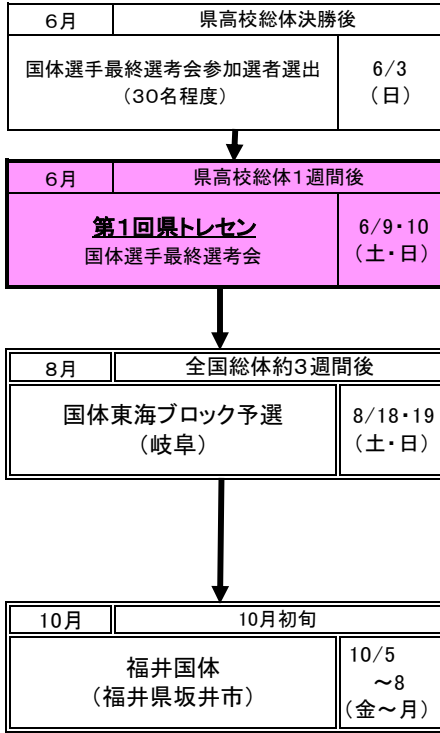 6月
県高校総体決勝後
国体選手最終選考会参加選者選出
(30名程度)
6/3
(日)
6月
県高校総体1週間後
第1回県トレセン
国体選手最終選考会
6/9・10
(土・日)
8月
全国総体約3週間後
国体東海ブロック予選
(岐阜)
8/18・19
(土・日)
10月
10月初旬
福井国体
(福井県坂井市)
10/5
~8
(金~月)